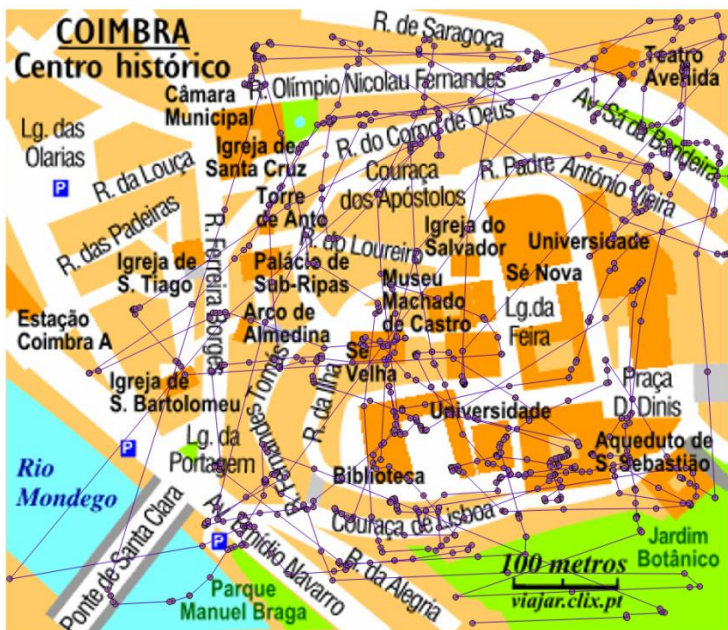 COIMBRA
Centro histórico
R. de Saragoça
Teatro
Avenida
R. Olímpio Nicolau Fernandes
Câmara
Municipal
Av. Sá da Bandeira
Lg. das
Olarias
P
Igreja de
Santa Cruz
R. do Corpo de Deus
R. da Louça
Couraça
dos Apóstolos
R. Padre António Vieira
Torre
de Anto
R. das Padeiras
R. Ferreira Borges
R. do Loureiro
Igreja do
Salvador
Universidade
Igreja de
S. Tiago
Palácio de
Sub-Ripas
Museu
Machado
de Castro
Sé Nova
Lg. da
Feira
Estação
Coimbra A
Arco de
Almedina
Sé
Velha
Igreja de
S. Bartolomeu
R. Fernandes Tomás
R. da Ilha
Universidade
Praça
D. Dinis
Lg. da
Portagem
P
Aqueduto de
S. Sebastião
Rio
Mondego
Biblioteca
Couraça de Lisboa
Ponte de Santa Clara
Av. Emídio Navarro
P
R. da Alegria
Jardim
Botânico
100 metros
viajar.clix.pt
Parque
Manuel Braga